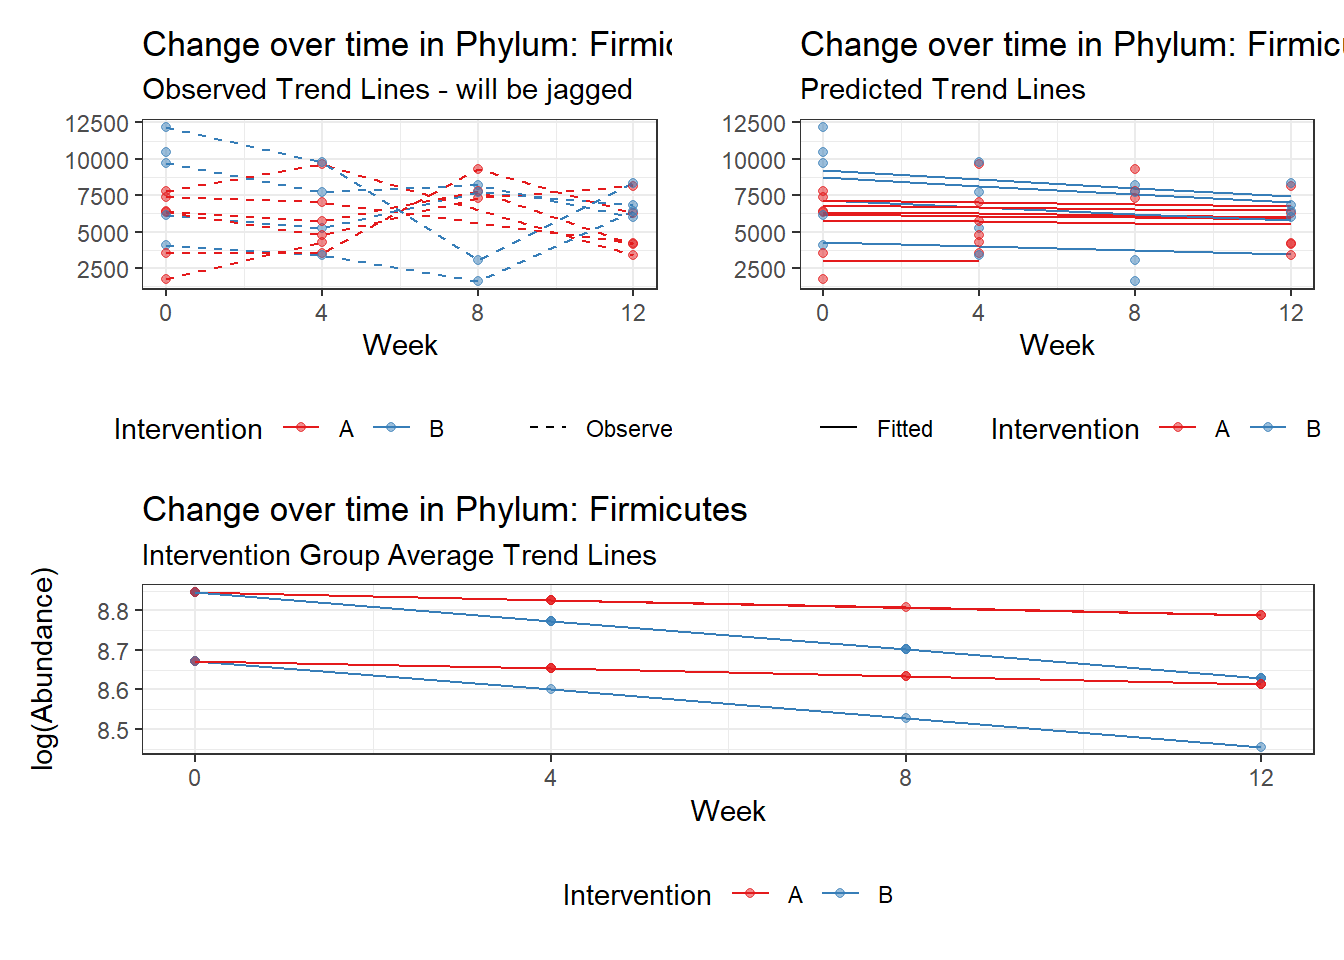 Change over time in Phylum: Firmic
Observed Trend Lines - will be jagged
12500
10000
7500
5000
2500
0 4 8 12
Week
Intervention A B Observe
Change over time in Phylum: Firmicu
Predicted Trend Lines
12500
10000
7500
5000
2500
0 4 8 12
Week
Fitted Intervention A B
Change over time in Phylum: Firmicutes
Intervention Group Average Trend Lines
log(Abundance)
8.8
8.7
8.6
8.5
0 4 8 12
Week
Intervention A B